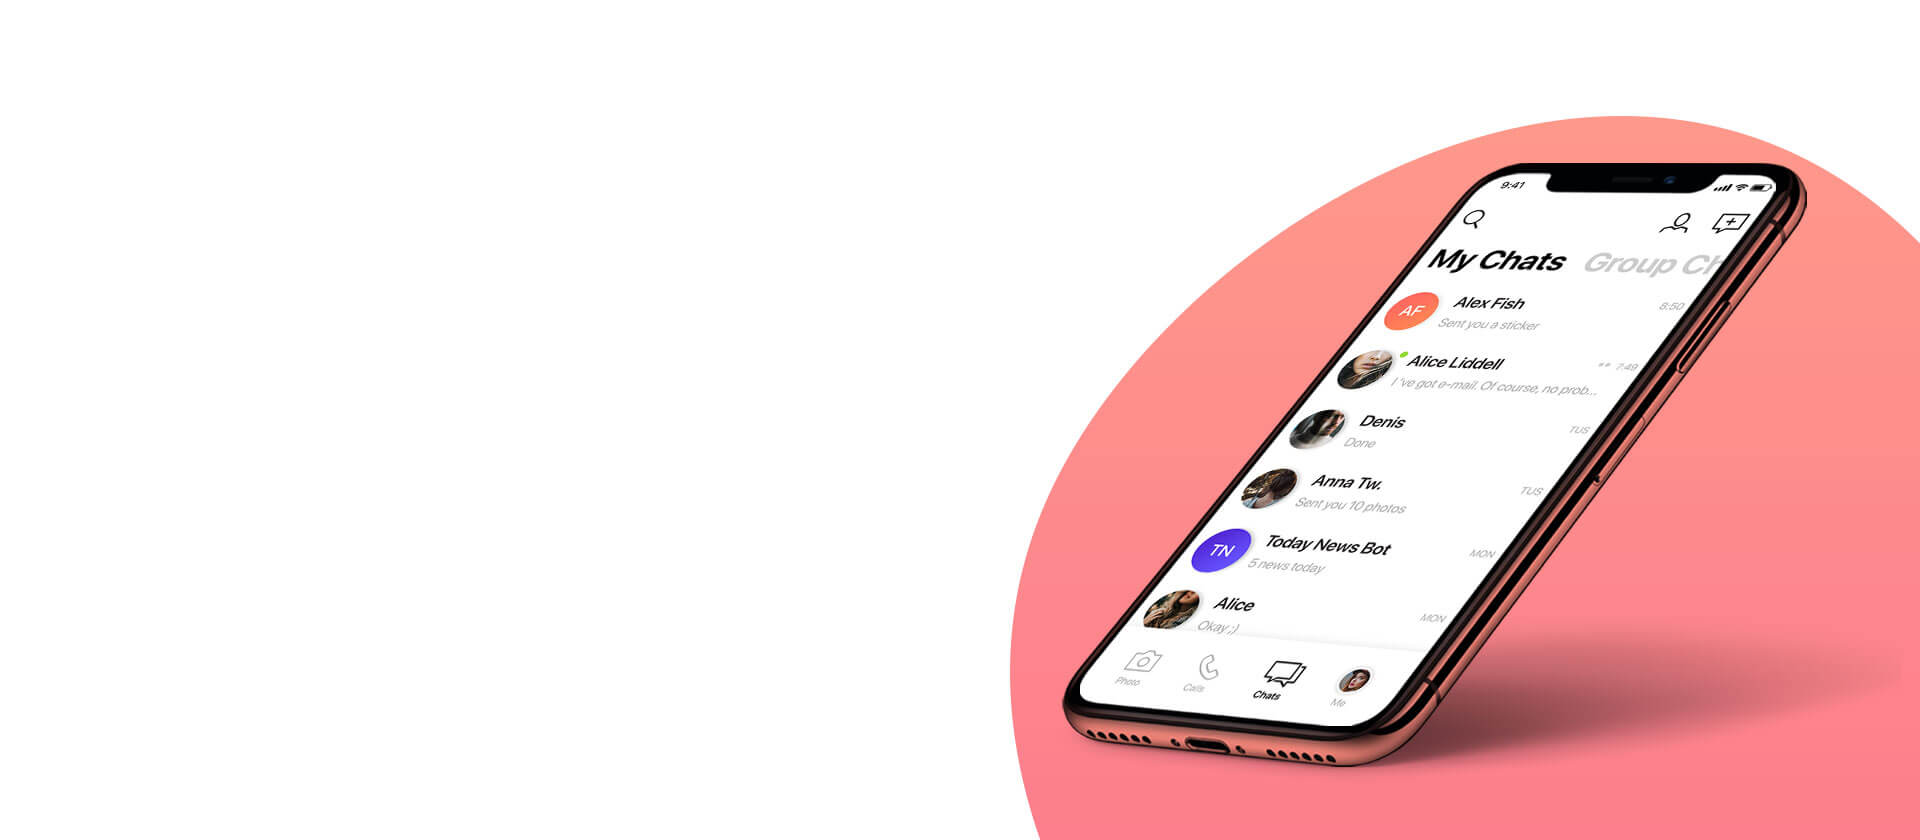 9:41
My Chats Group Ch
AF Alex Fish 8:50
Sent you a sticker
Alice Liddell 7:49
I 've got e-mail. Of course, no prob...
Denis TUS
Done
Anna Tw. TUS
Sent you 10 photos
TN Today News Bot MON
5 news today
Alice MON
Okay ;)
Photo Calls Chats Me